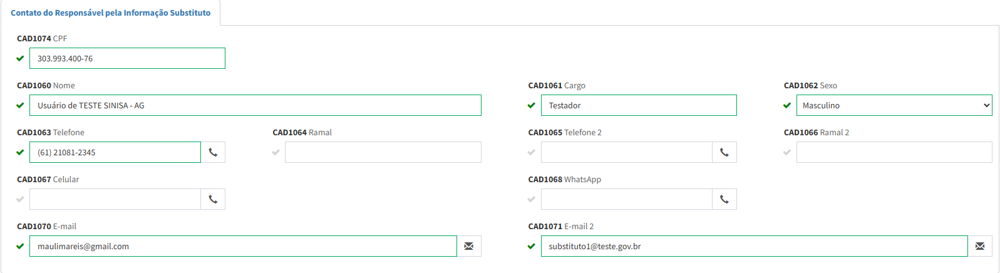 Contato do Responsável pela Informação Substituto
CAD1074 CPF
303.993.400-76
CAD1060 Nome CAD1061 Cargo CAD1062 Sexo
Usuário de TESTE SINISA - AG Testador Masculino
CAD1063 Telefone CAD1064 Ramal CAD1065 Telefone 2 CAD1066 Ramal 2
(61) 21081-2345
CAD1067 Celular CAD1068 WhatsApp
CAD1070 E-mail CAD1071 E-mail 2
maulimareis@gmail.com substituto1@teste.gov.br